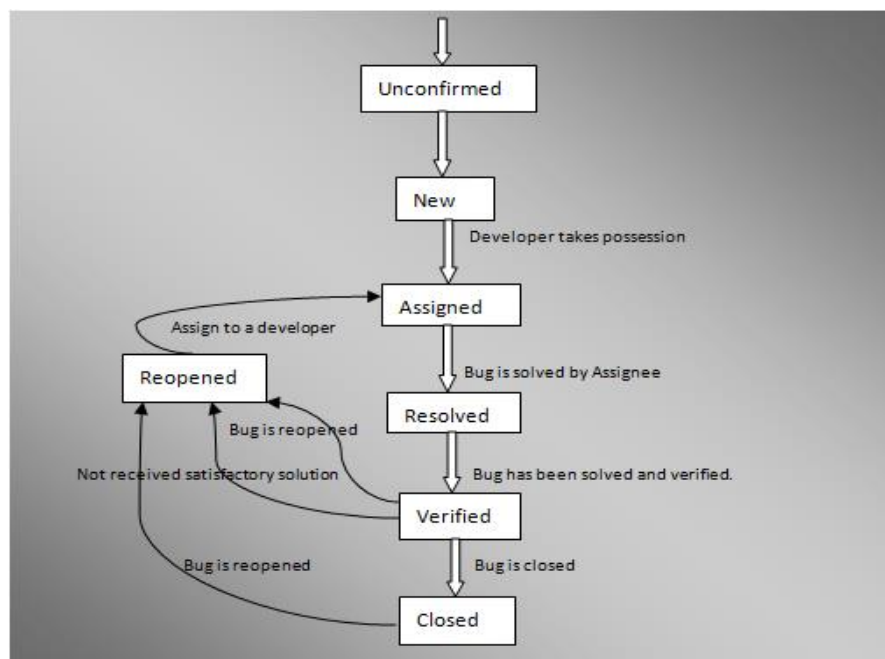 Unconfirmed
New
Developer takes possession
Assigned
Assign to a developer
Reopened
Bug is solved by Assignee
Resolved
Bug is reopened
Not received satisfactory solution
Bug has been solved and verified.
Verified
Bug is reopened
Bug is closed
Closed